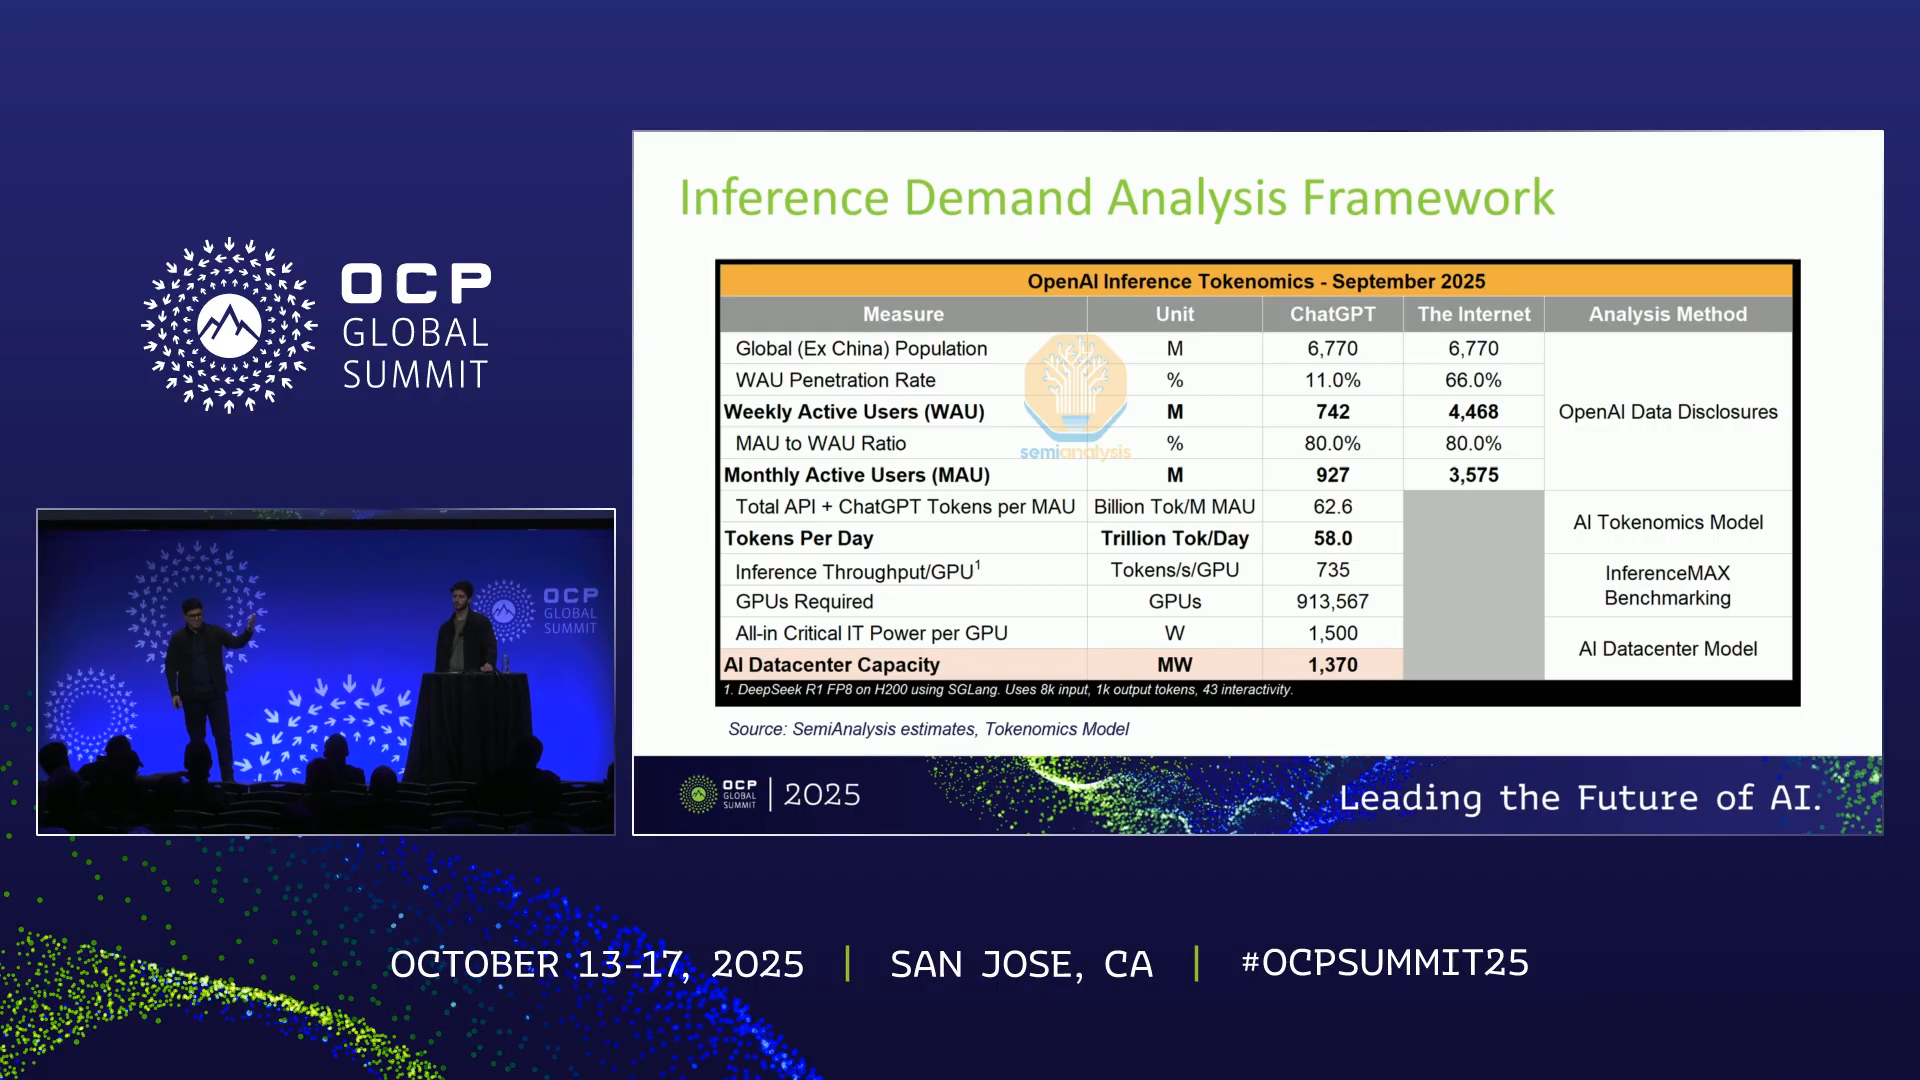 OCP
GLOBAL
SUMMIT
Inference Demand Analysis Framework
OpenAI Inference Tokenomics - September 2025
Measure Unit ChatGPT The Internet Analysis Method
Global (Ex China) Population M 6,770 6,770
WAU Penetration Rate % 11.0% 66.0%
Weekly Active Users (WAU) M 742 4,468 OpenAI Data Disclosures
MAU to WAU Ratio % 80.0% 80.0%
Monthly Active Users (MAU) M 927 3,575
Total API + ChatGPT Tokens per MAU Billion Tok/M MAU 62.6
AI Tokenomics Model
Tokens Per Day Trillion Tok/Day 58.0
Inference Throughput/GPU1 Tokens/s/GPU 735
InferenceMAX
Benchmarking
GPUs Required GPUs 913,567
All-in Critical IT Power per GPU W 1,500
AI Datacenter Model
AI Datacenter Capacity MW 1,370
1. DeepSeek R1 FP8 on H200 using SGLang. Uses 8k input, 1k output tokens, 43 interactivity.
semianalysis
Source: SemiAnalysis estimates, Tokenomics Model
OCP
GLOBAL
SUMMIT
2025
Leading the Future of AI.
OCP
GLOBAL
SUMMIT
OCTOBER 13-17, 2025 | SAN JOSE, CA | #OCPSUMMIT25